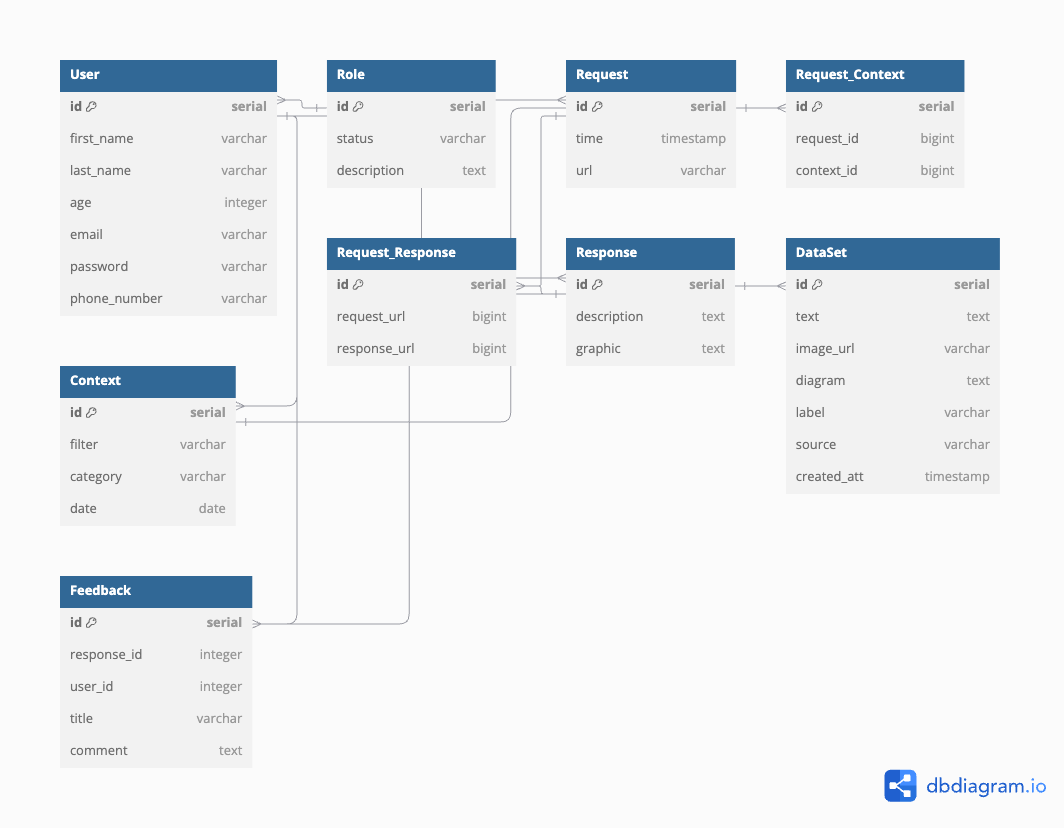 User
id serial
first_name varchar
last_name varchar
age integer
email varchar
password varchar
phone_number varchar
Role
id serial
status varchar
description text
Request
id serial
time timestamp
url varchar
Request_Context
id serial
request_id bigint
context_id bigint
Request_Response
id serial
request_url bigint
response_url bigint
Response
id serial
description text
graphic text
DataSet
id serial
text text
image_url varchar
diagram text
label varchar
source varchar
created_att timestamp
Context
id serial
filter varchar
category varchar
date date
Feedback
id serial
response_id integer
user_id integer
title varchar
comment text
dbdiagram.io